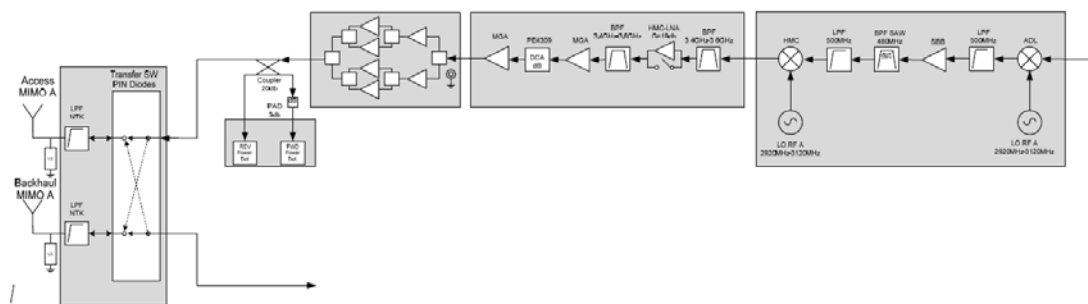 Access
MIMO A
LPF
NTK
Transfer SW
PIN Diodes
Backhaul
MIMO A
LPF
NTK
Coupler
20db
PAD
REV
Power
Det
FWD
Power
Det
MGA
PE4309
DCA
dB
MGA
BPF
HMC-LNA
BPF
3.4GHz-3.6GHz
HMC
LPF
500MHz
BPF SAW
480MHz
SBB
LPF
500MHz
ADL
LO RF A
2920MHz-3120MHz
LO RF A
2920MHz-3120MHz